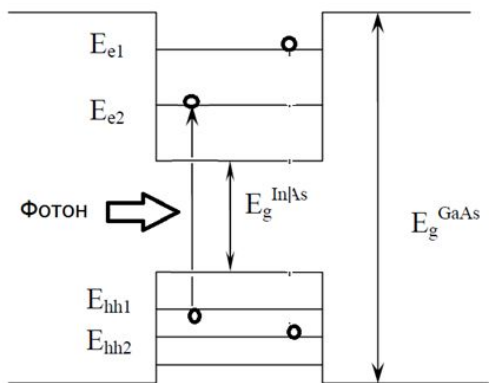 E_e1
E_e2
Фотон
E_g^In|As
E_g^GaAs
E_hh1
E_hh2